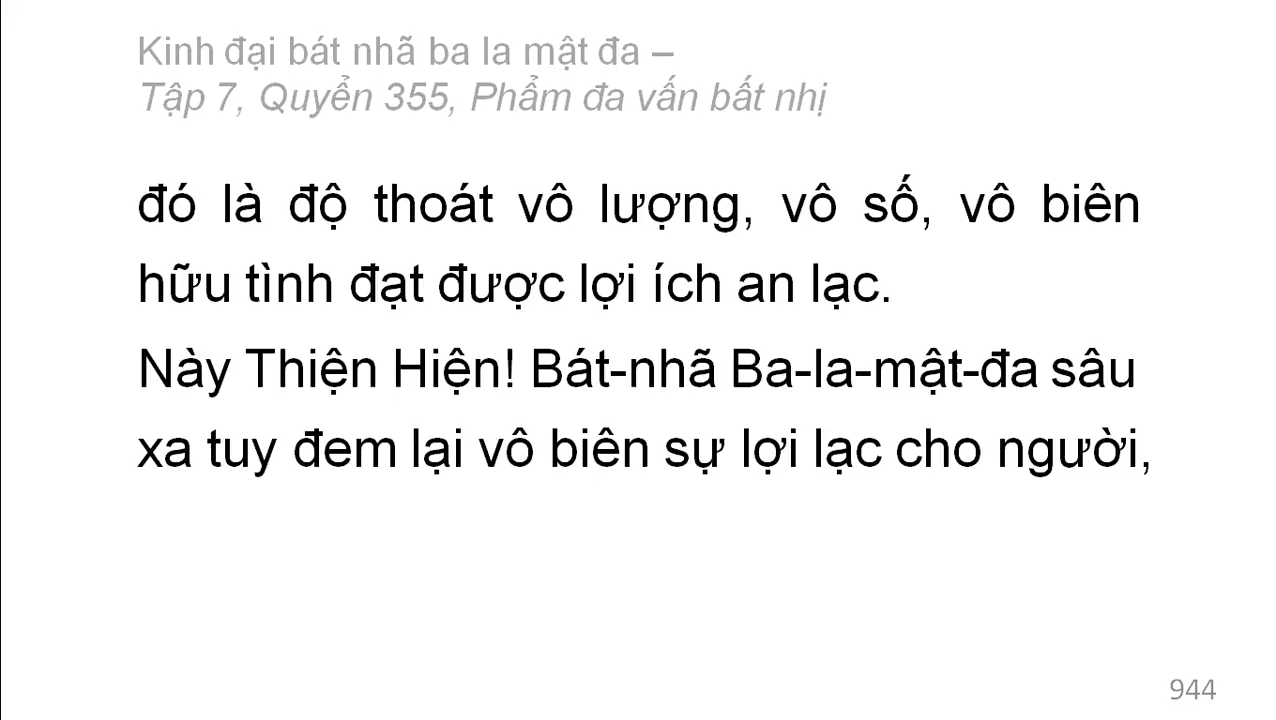 Kinh đại bát nhã ba la mật đa –
Tập 7, Quyển 355, Phẩm đa vấn bất nhị
đó là độ thoát vô lượng, vô số, vô biên
hữu tình đạt được lợi ích an lạc.
Này Thiện Hiện! Bát-nhã Ba-la-mật-đa sâu
xa tuy đem lại vô biên sự lợi lạc cho người,
944